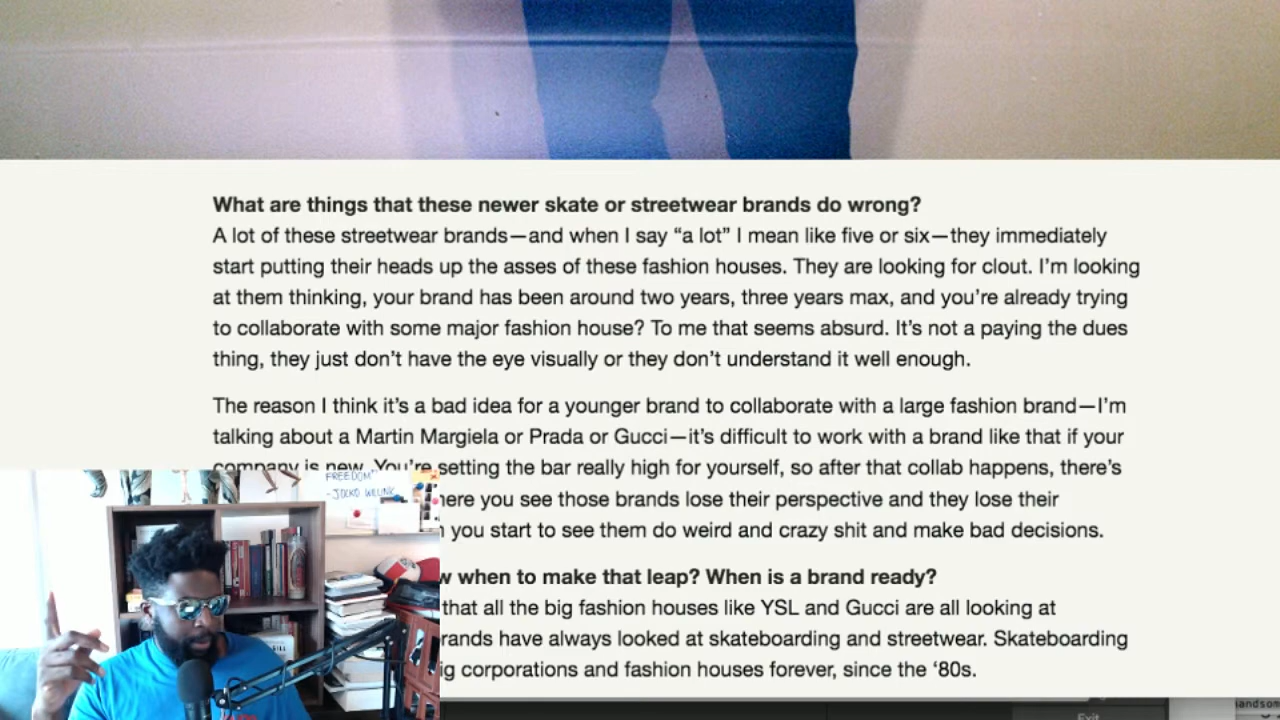 What are things that these newer skate or streetwear brands do wrong?
A lot of these streetwear brands—and when I say “a lot” I mean like five or six—they immediately
start putting their heads up the asses of these fashion houses. They are looking for clout. I’m looking
at them thinking, your brand has been around two years, three years max, and you’re already trying
to collaborate with some major fashion house? To me that seems absurd. It’s not a paying the dues
thing, they just don’t have the eye visually or they don’t understand it well enough.
The reason I think it’s a bad idea for a younger brand to collaborate with a large fashion brand—I’m
talking about a Martin Margiela or Prada or Gucci—it’s difficult to work with a brand like that if your
company is new. You’re setting the bar really high for yourself, so after that collab happens, there’s
you see those brands lose their perspective and they lose their
you start to see them do weird and crazy shit and make bad decisions.
when to make that leap? When is a brand ready?
that all the big fashion houses like YSL and Gucci are all looking at
have always looked at skateboarding and streetwear. Skateboarding
corporations and fashion houses forever, since the ‘80s.
FREEDOM"
-JOCKO WILLINK
Exit